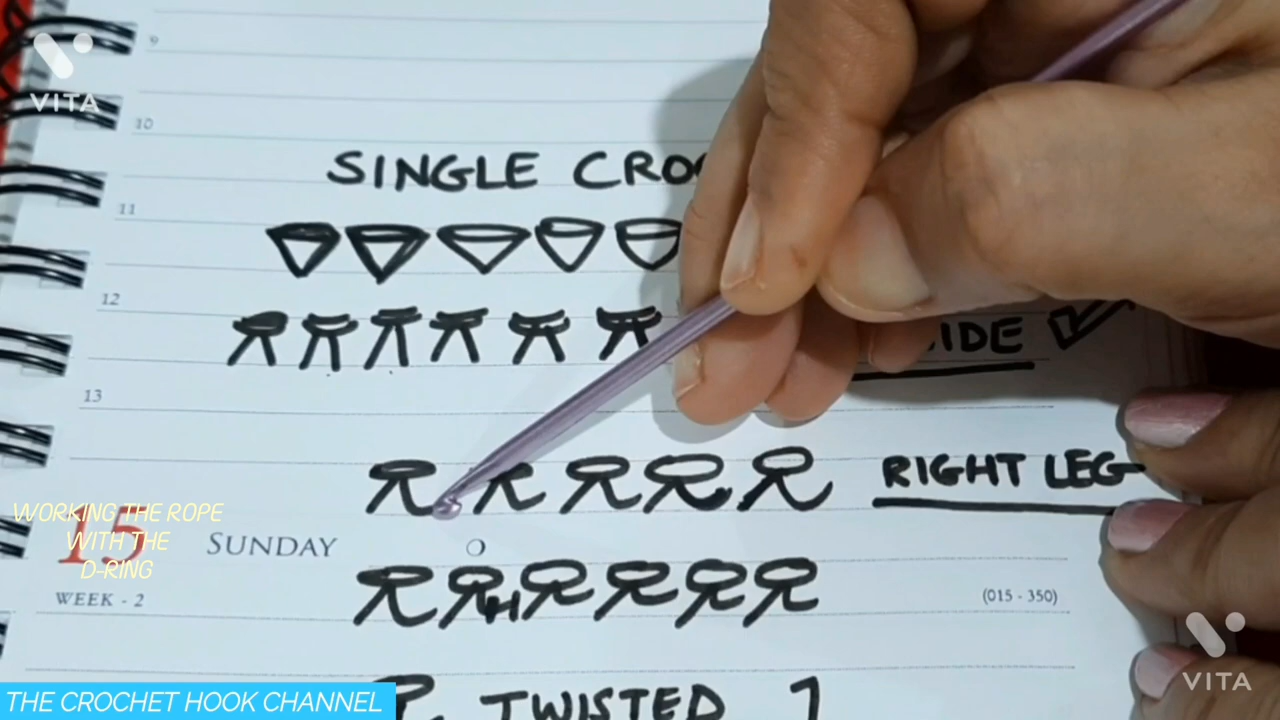 VITA
9
10
SINGLE CRO
11
12
IDE
13
RIGHT LEG
WORKING THE ROPE
WITH THE
D-RING
15 SUNDAY
WEEK - 2
(015 - 350)
TWISTED
THE CROCHET HOOK CHANNEL
VITA